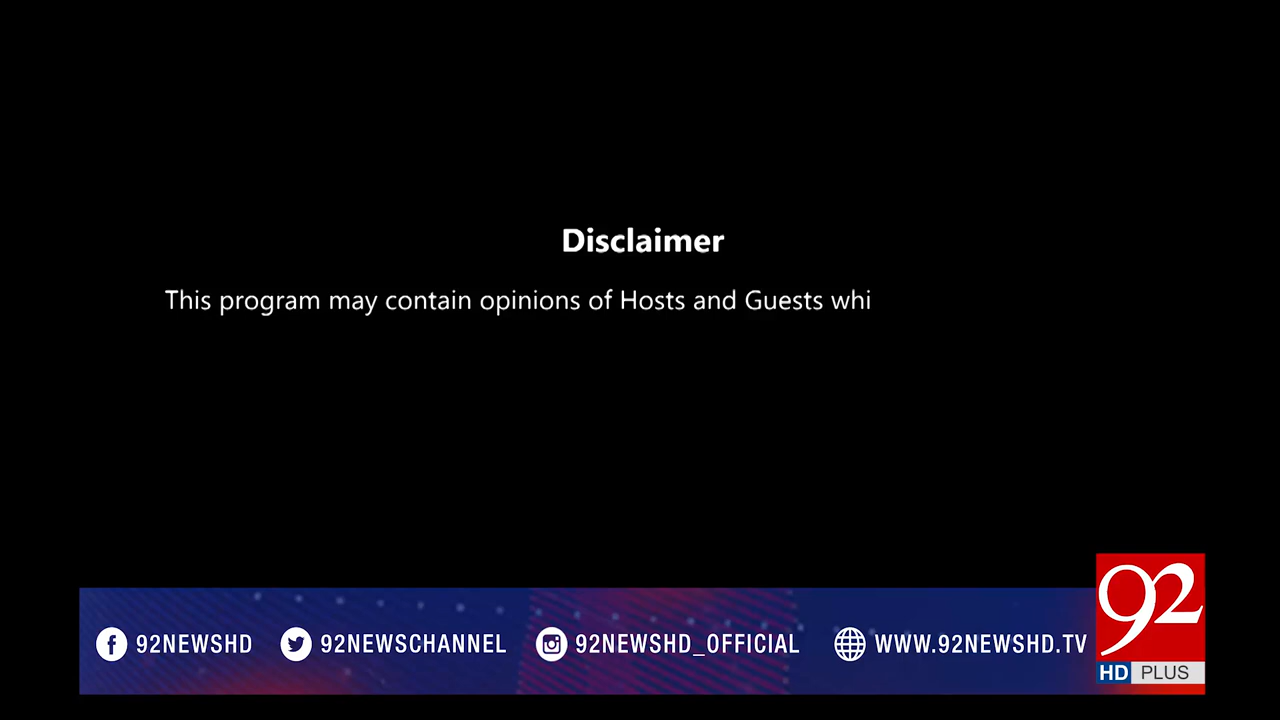 Disclaimer
This program may contain opinions of Hosts and Guests whi
92NEWSHD 92NEWSCHANNEL 92NEWSHD_OFFICIAL WWW.92NEWSHD.TV
92
HD PLUS